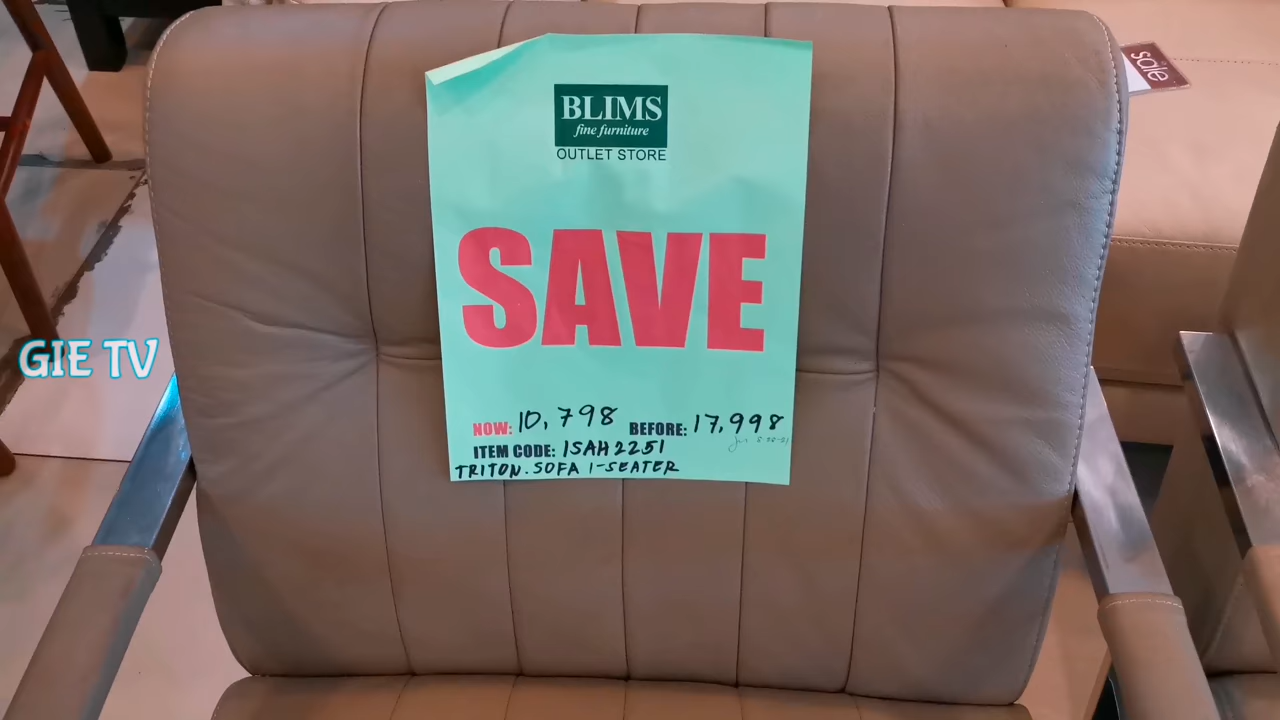 BLIMS
fine furniture
OUTLET STORE
sale
SAVE
GIE TV
NOW: 10,798 BEFORE: 17,998
ITEM CODE: ISAH2251
TRITON. SOFA 1-SEATER